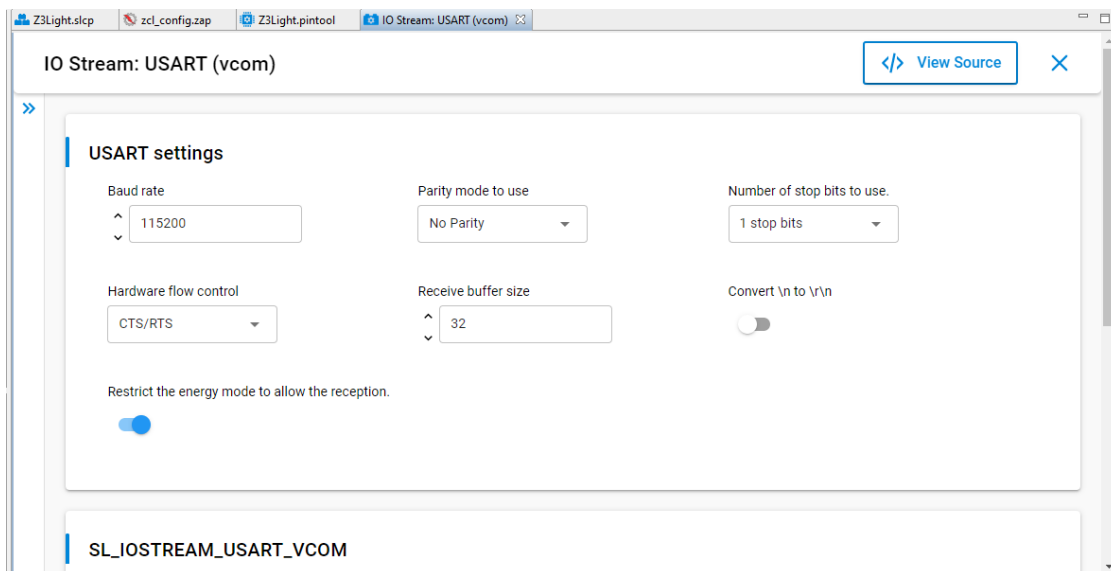 Z3Light.slcp zcl_config.zap Z3Light.pintool IO Stream: USART (vcom)
IO Stream: USART (vcom) </> View Source
USART settings
Baud rate Parity mode to use Number of stop bits to use.
115200 No Parity 1 stop bits
Hardware flow control Receive buffer size Convert \n to \r\n
CTS/RTS 32
Restrict the energy mode to allow the reception.
SL_IOSTREAM_USART_VCOM